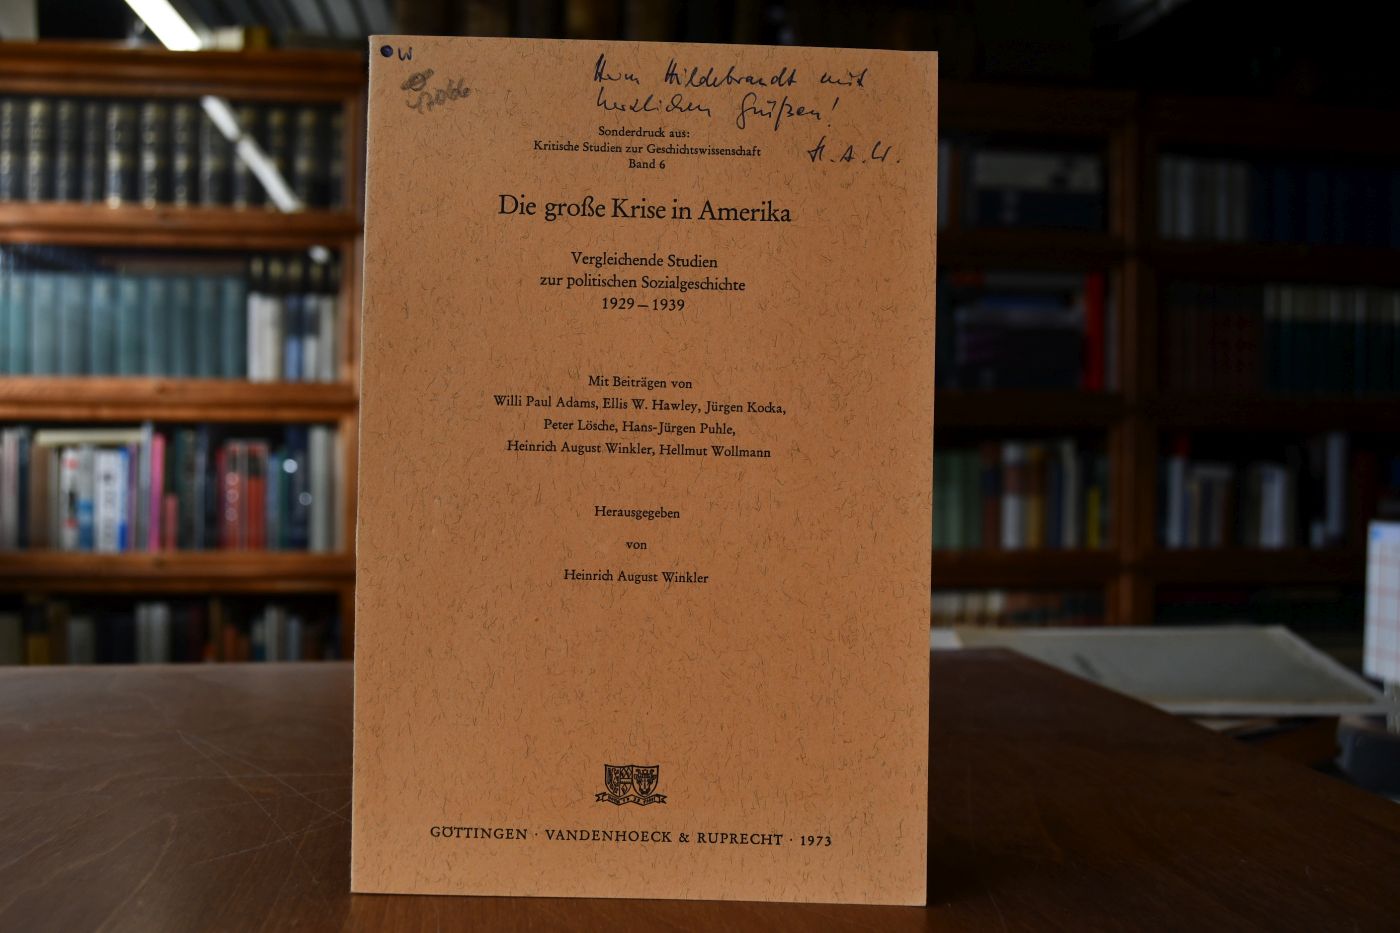 W
Herrn Hildebrandt mit
herzlichen Grüßen!
H. A. W.
Sonderdruck aus:
Kritische Studien zur Geschichtswissenschaft
Band 6
Die große Krise in Amerika
Vergleichende Studien
zur politischen Sozialgeschichte
1929 – 1939
Mit Beiträgen von
Willi Paul Adams, Ellis W. Hawley, Jürgen Kocka,
Peter Lösche, Hans-Jürgen Puhle,
Heinrich August Winkler, Hellmut Wollmann
Herausgegeben
von
Heinrich August Winkler
GÖTTINGEN · VANDENHOECK & RUPRECHT · 1973